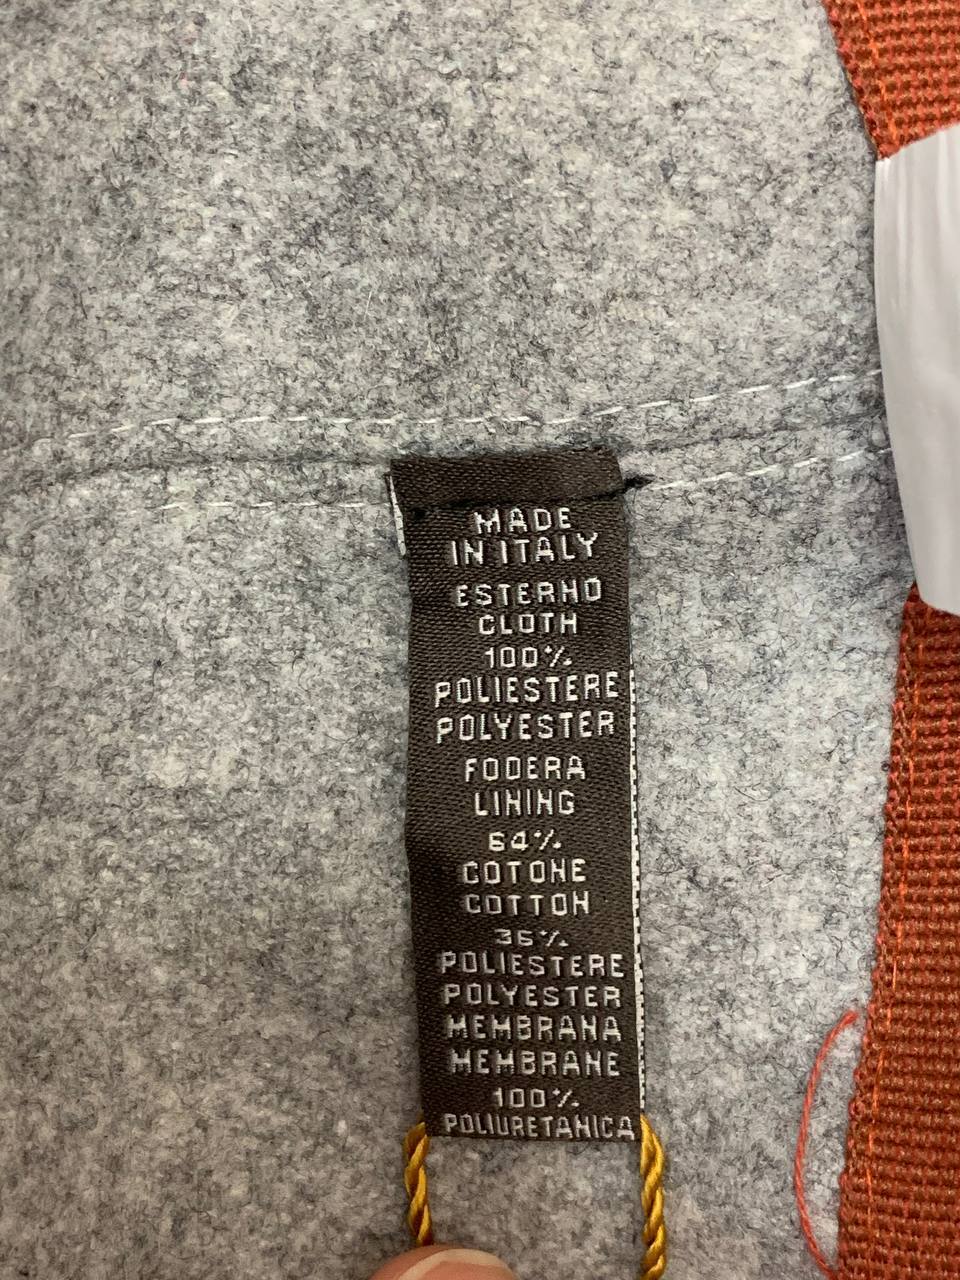 MADE
IN ITALY
ESTERNO
CLOTH
100%
POLIESTERE
POLYESTER
FODERA
LINING
64%
COTONE
COTTON
36%
POLIESTERE
POLYESTER
MEMBRANA
MEMBRANE
100%
POLIURETANICA